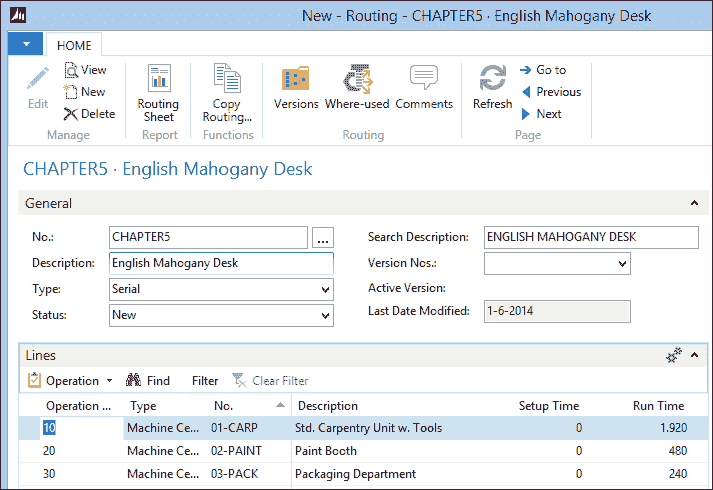 New - Routing - CHAPTER5 · English Mahogany Desk
HOME
Edit
View
New
Delete
Manage
Routing Sheet
Report
Copy Routing...
Functions
Versions
Where-used
Comments
Routing
Refresh
Go to
Previous
Next
Page
CHAPTER5 · English Mahogany Desk
General
No.: CHAPTER5 ...
Description: English Mahogany Desk
Type: Serial
Status: New
Search Description: ENGLISH MAHOGANY DESK
Version Nos.:
Active Version:
Last Date Modified: 1-6-2014
Lines
Operation Find Filter Clear Filter
Operation ... Type No. Description Setup Time Run Time
10 Machine Ce... 01-CARP Std. Carpentry Unit w. Tools 0 1.920
20 Machine Ce... 02-PAINT Paint Booth 0 480
30 Machine Ce... 03-PACK Packaging Department 0 240